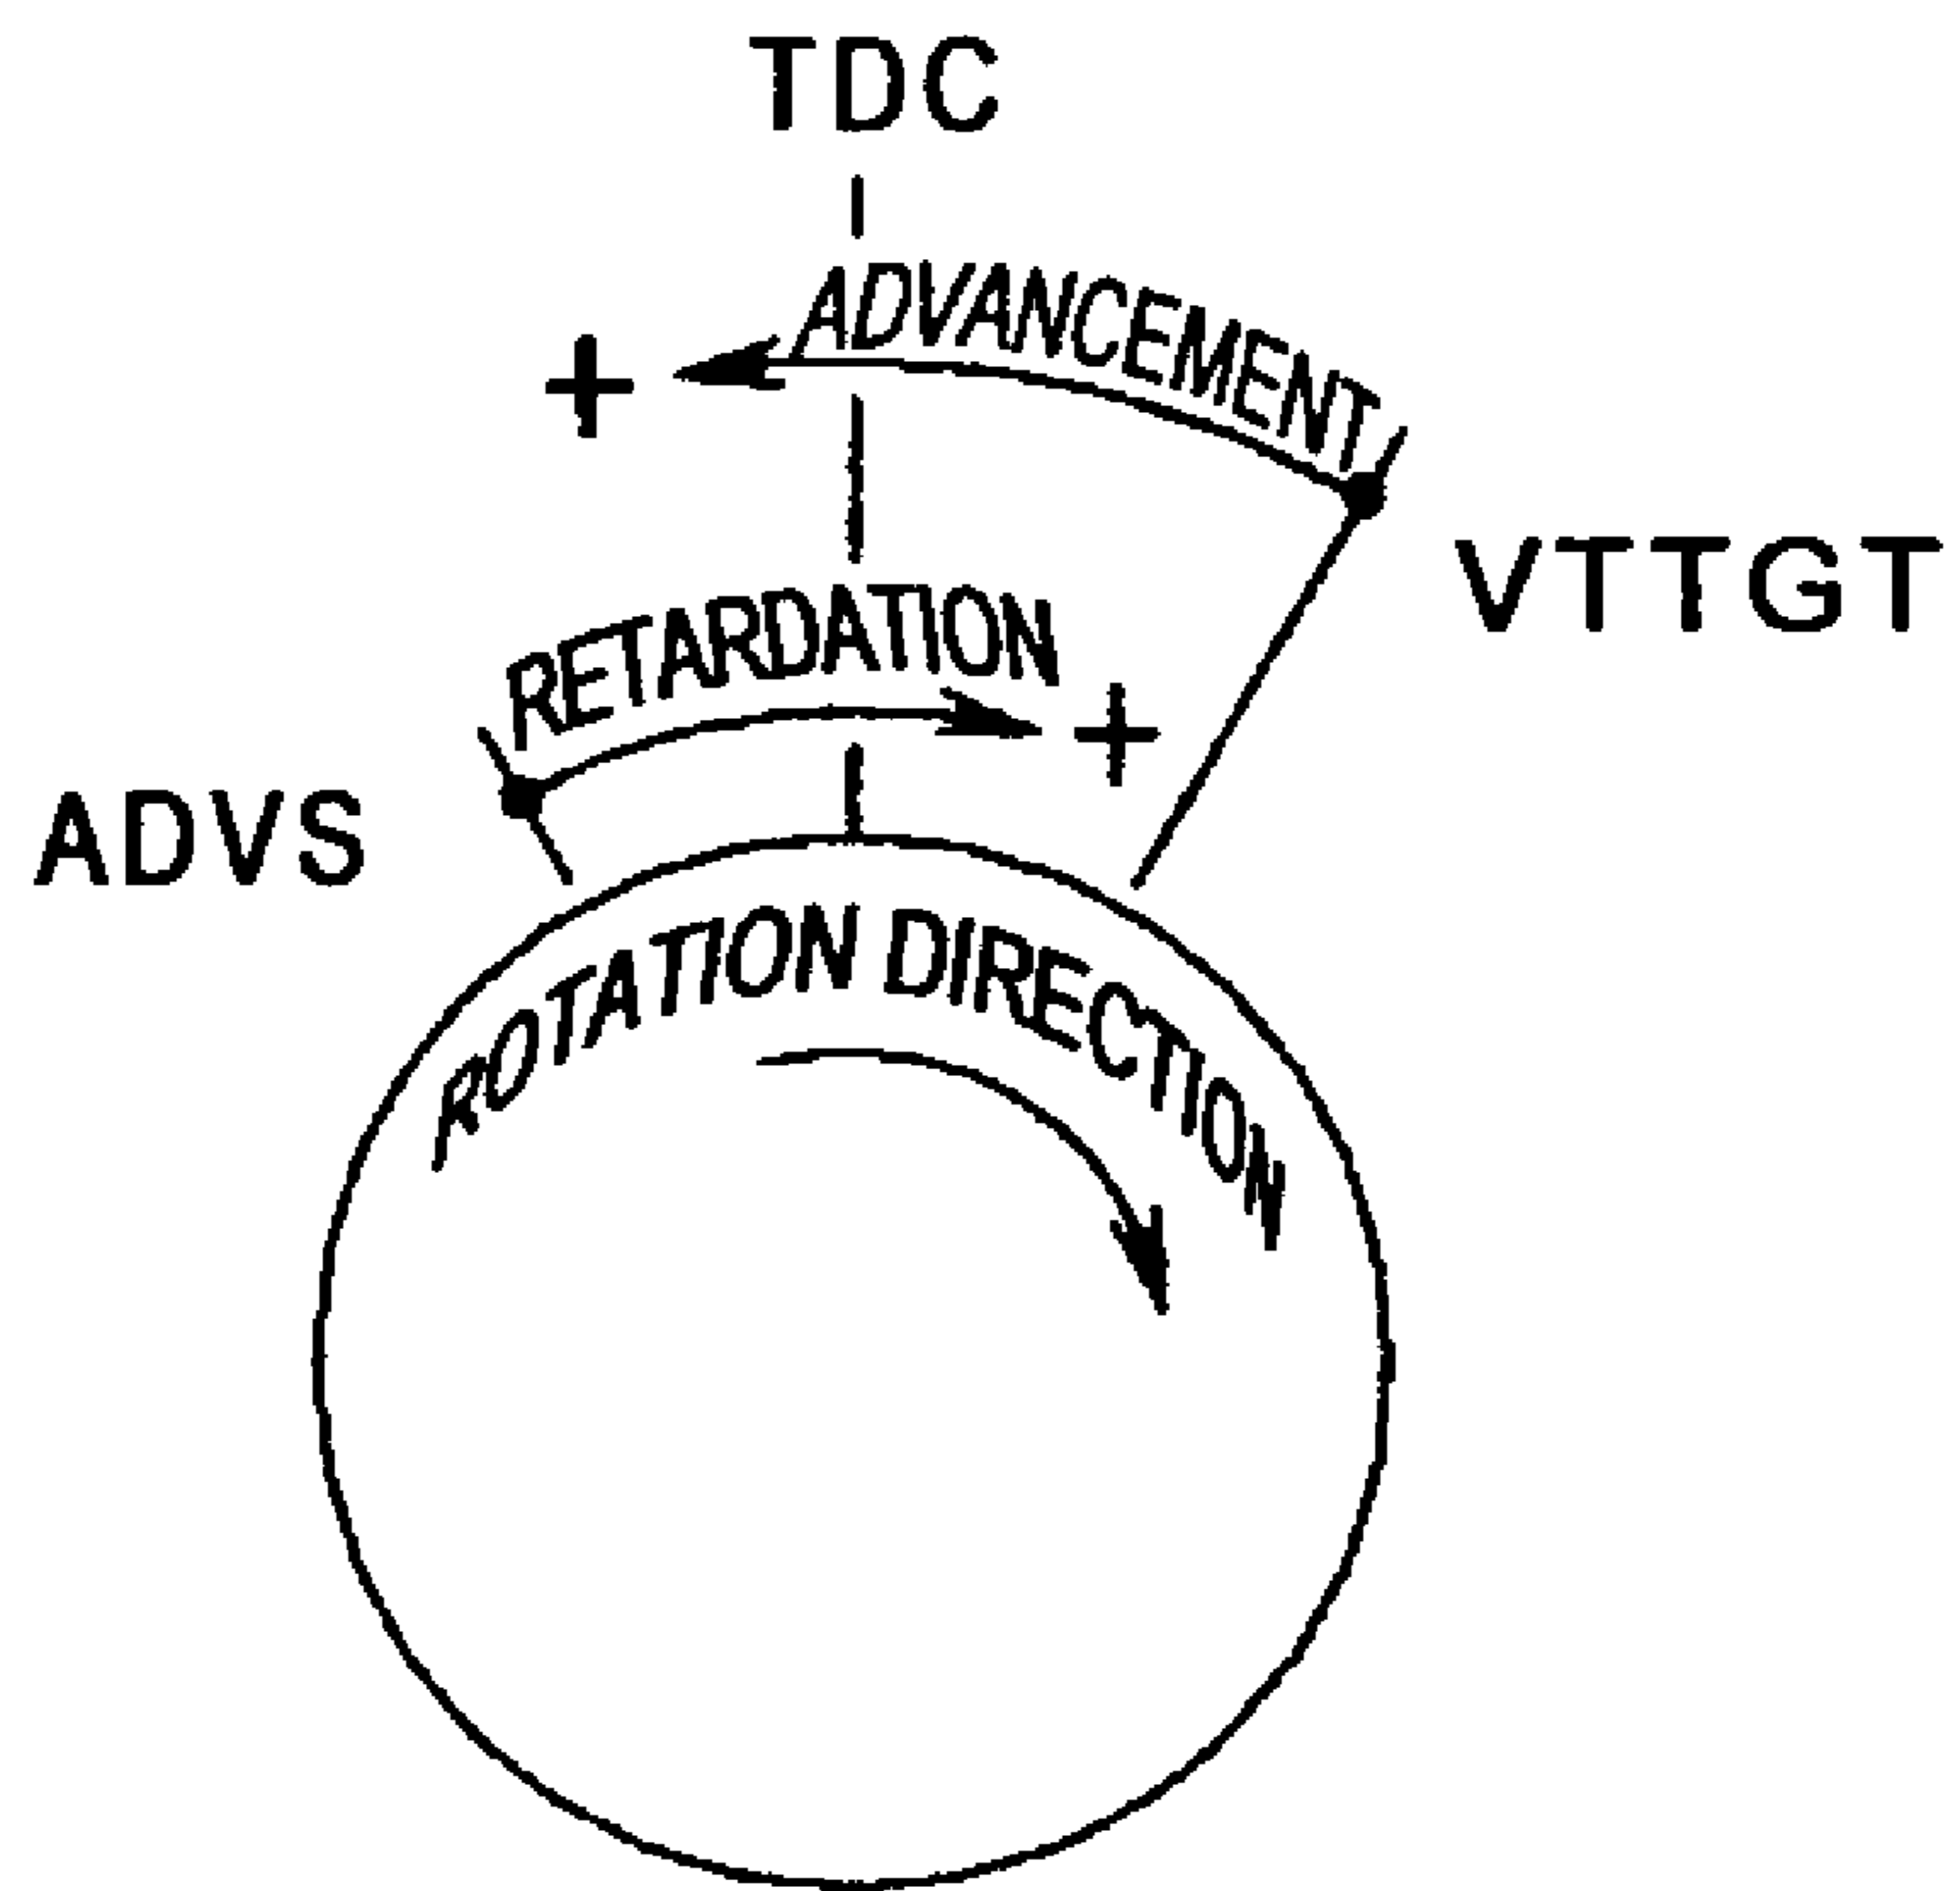 TDC
ADVANCEMENT
+
VTTGT
RETARDATION
+
ADVS
ROTATION DIRECTION